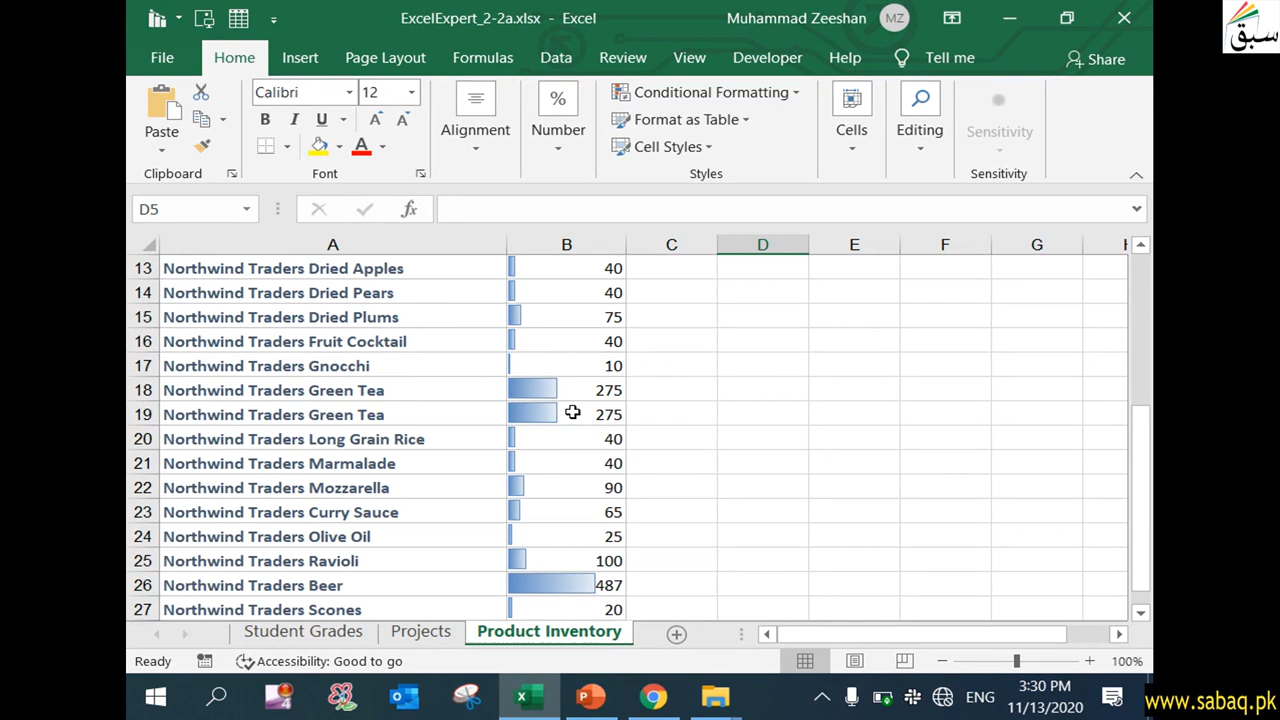 ExcelExpert_2-2a.xlsx - Excel
Muhammad Zeeshan
MZ
سبق
File Home Insert Page Layout Formulas Data Review View Developer Help Tell me Share
Calibri 12
Paste
B I U A A
A
Alignment
%
Number
Conditional Formatting
Format as Table
Cell Styles
Cells
Editing
Sensitivity
Clipboard Font Styles Sensitivity
D5 fx
A B C D E F G H
13 Northwind Traders Dried Apples 40
14 Northwind Traders Dried Pears 40
15 Northwind Traders Dried Plums 75
16 Northwind Traders Fruit Cocktail 40
17 Northwind Traders Gnocchi 10
18 Northwind Traders Green Tea 275
19 Northwind Traders Green Tea 275
20 Northwind Traders Long Grain Rice 40
21 Northwind Traders Marmalade 40
22 Northwind Traders Mozzarella 90
23 Northwind Traders Curry Sauce 65
24 Northwind Traders Olive Oil 25
25 Northwind Traders Ravioli 100
26 Northwind Traders Beer 487
27 Northwind Traders Scones 20
Student Grades Projects Product Inventory
Ready Accessibility: Good to go 100%
ENG
3:30 PM
11/13/2020
www.sabaq.pk